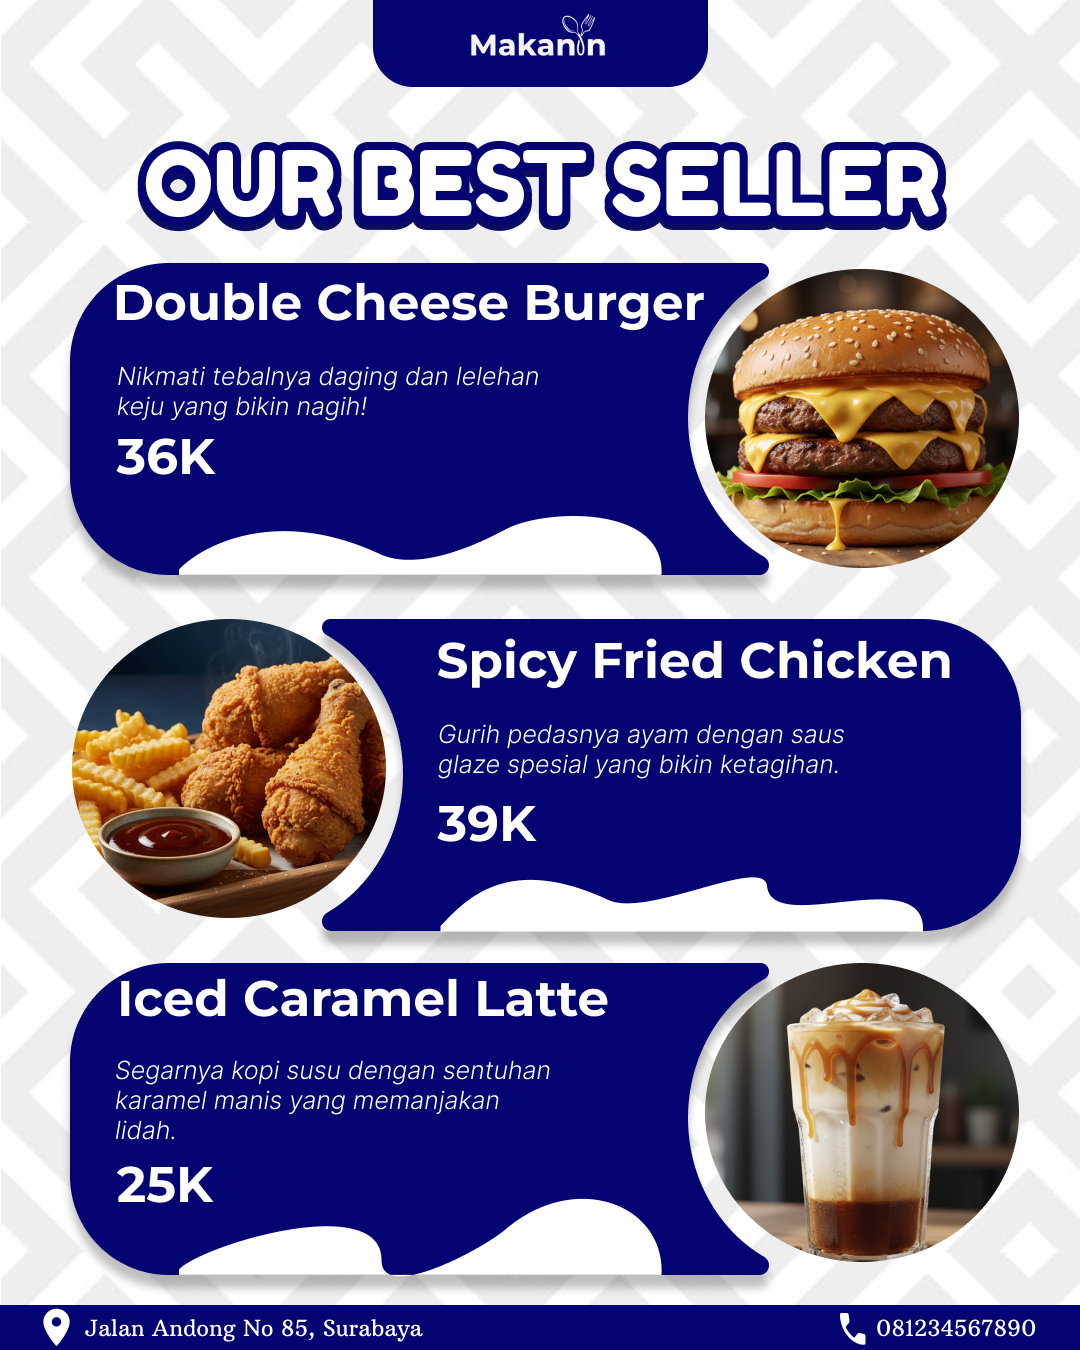 Makanin
OUR BEST SELLER
Double Cheese Burger
Nikmati tebalnya daging dan lelehan
keju yang bikin nagih!
36K
Spicy Fried Chicken
Gurih pedasnya ayam dengan saus
glaze spesial yang bikin ketagihan.
39K
Iced Caramel Latte
Segarnya kopi susu dengan sentuhan
karamel manis yang memanjakan
lidah.
25K
Jalan Andong No 85, Surabaya
081234567890